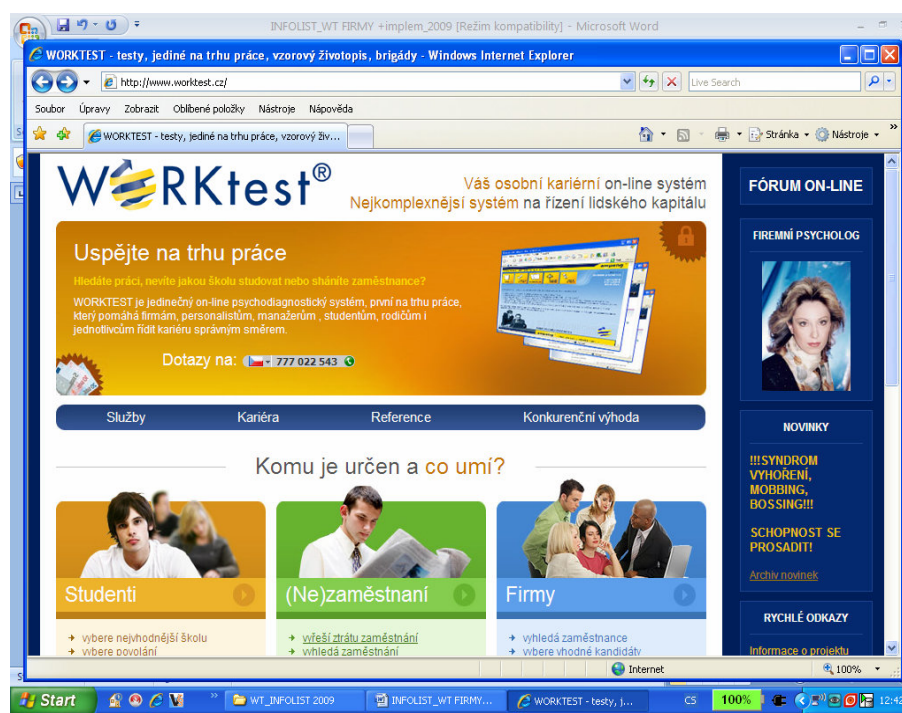 INFOLIST_WT FIRMY +implem_2009 [Režim kompatibility] - Microsoft Word
WORKTEST - testy, jediné na trhu práce, vzorový životopis, brigády - Windows Internet Explorer
http://www.worktest.cz/
Live Search
Soubor Úpravy Zobrazit Oblíbené položky Nástroje Nápověda
WORKTEST - testy, jediné na trhu práce, vzorový živ...
Stránka
Nástroje
WORKtest®
Váš osobní kariérní on-line systém
Nejkomplexnější systém na řízení lidského kapitálu
Uspějte na trhu práce
Hledáte práci, nevíte jakou školu studovat nebo sháníte zaměstnance?
WORKTEST je jedinečný on-line psychodiagnostický systém, první na trhu práce,
který pomáhá firmám, personalistům, manažerům , studentům, rodičům i
jednotlivcům řídit kariéru správným směrem.
Dotazy na: 777 022 543
Služby Kariéra Reference Konkurenční výhoda
Komu je určen a co umí?
Studenti
vybere nejvhodnější školu
vybere povolání
(Ne)zaměstnaní
vyřeší ztrátu zaměstnání
vyhledá zaměstnání
Firmy
vyhledá zaměstnance
vybere vhodné kandidáty
FÓRUM ON-LINE
FIREMNÍ PSYCHOLOG
NOVINKY
!!!SYNDROM
VYHOŘENÍ,
MOBBING,
BOSSING!!!
SCHOPNOST SE
PROSADIT!
Archiv novinek
RYCHLÉ ODKAZY
Informace o projektu
Internet
100%
Start
WT_INFOLIST 2009
INFOLIST_WT FIRMY...
WORKTEST - testy, j...
CS
100%
12:42